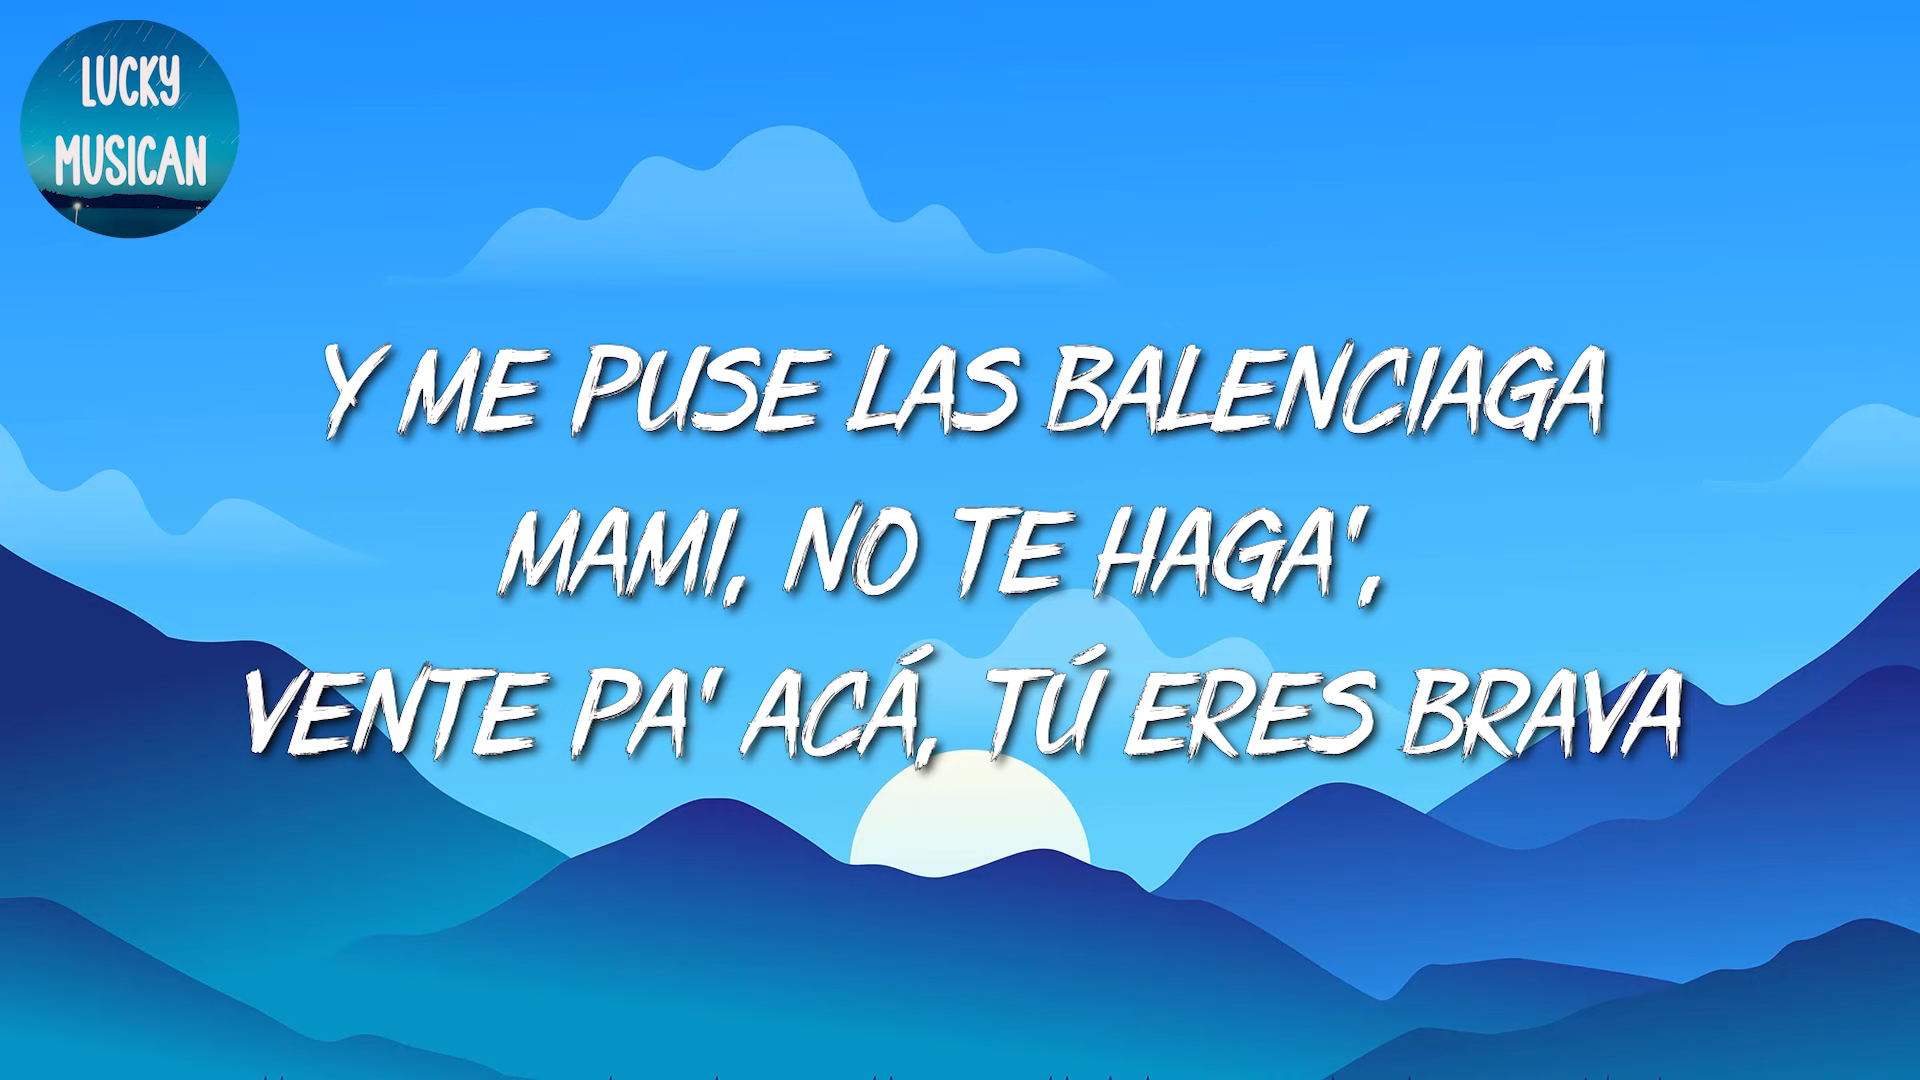 LUCKY
MUSICAN
Y ME PUSE LAS BALENCIAGA
MAMI, NO TE HAGA',
VENTE PA' ACÁ, TÚ ERES BRAVA